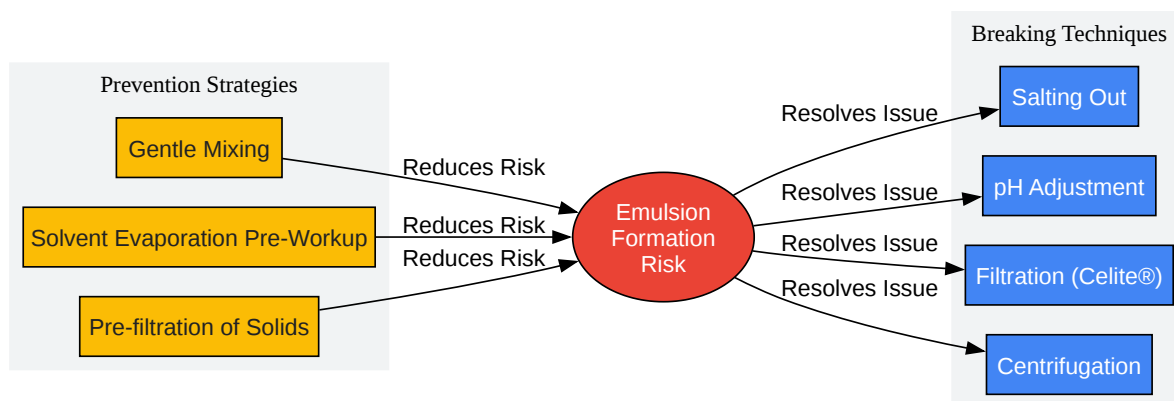 Prevention Strategies
Gentle Mixing
Solvent Evaporation Pre-Workup
Pre-filtration of Solids
Reduces Risk
Reduces Risk
Reduces Risk
Emulsion
Formation
Risk
Resolves Issue
Resolves Issue
Resolves Issue
Resolves Issue
Breaking Techniques
Salting Out
pH Adjustment
Filtration (Celite®)
Centrifugation